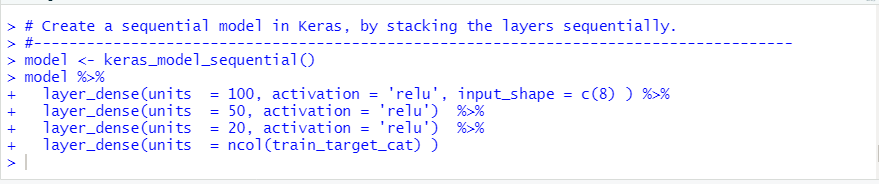 > # Create a sequential model in Keras, by stacking the layers sequentially.
> #-------------------------------------------------------------------------------------
> model <- keras_model_sequential()
> model %>%
+   layer_dense(units  = 100, activation = 'relu', input_shape = c(8) ) %>%
+   layer_dense(units  = 50, activation = 'relu')  %>%
+   layer_dense(units  = 20, activation = 'relu')  %>%
+   layer_dense(units  = ncol(train_target_cat) )
>